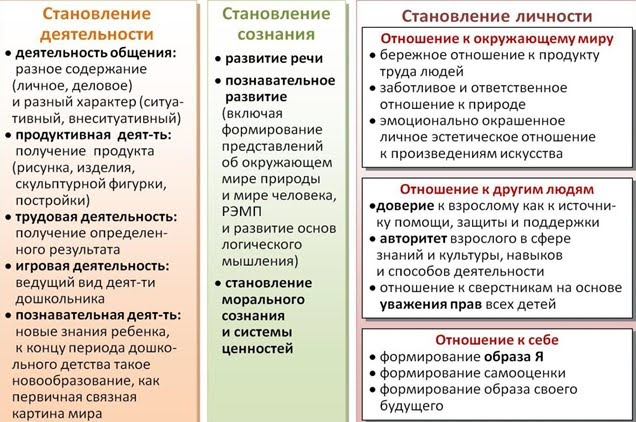 Становление
деятельности
• деятельность общения:
разное содержание
(личное, деловое)
и разный характер (ситуа-
тивный, внеситуативный)
• продуктивная деят-ть:
получение продукта
(рисунка, изделия,
скульптурной фигурки,
постройки)
• трудовая деятельность:
получение определен-
ного результата
• игровая деятельность:
ведущий вид деят-ти
дошкольника
• познавательная деят-ть:
новые знания ребенка,
к концу периода дошко-
льного детства такое
новообразование, как
первичная связная
картина мира
Становление
сознания
• развитие речи
• познавательное
развитие
(включая
формирование
представлений
об окружающем
мире природы
и мире человека,
РЭМП
и развитие основ
логического
мышления)
• становление
морального
сознания
и системы
ценностей
Становление личности
Отношение к окружающему миру
• бережное отношение к продукту
труда людей
• заботливое и ответственное
отношение к природе
• эмоционально окрашенное
личное эстетическое отношение
к произведениям искусства
Отношение к другим людям
•доверие к взрослому как к источни-
ку помощи, защиты и поддержки
• авторитет взрослого в сфере
знаний и культуры, навыков
и способов деятельности
• отношение к сверстникам на основе
уважения прав всех детей
Отношение к себе
• формирование образа Я
• формирование самооценки
• формирование образа своего
будущего